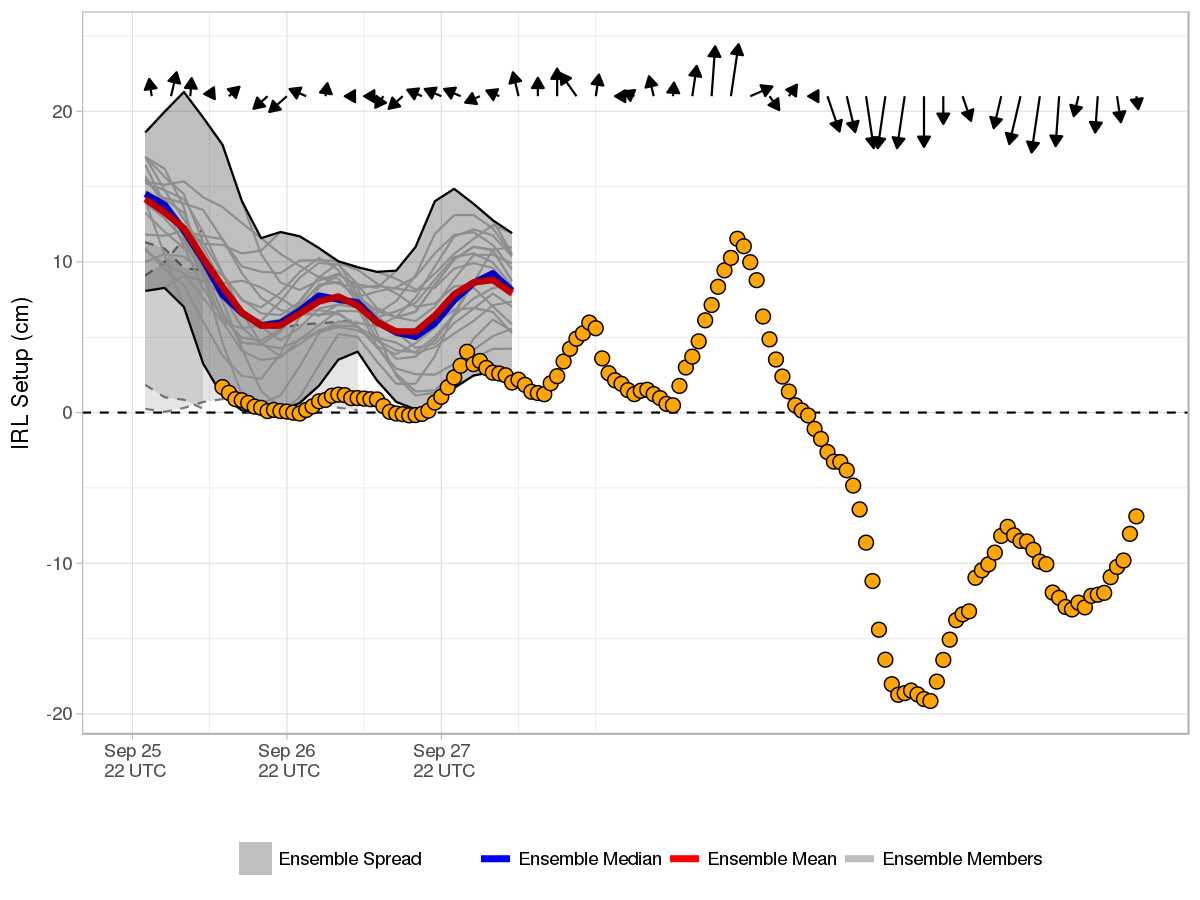 20
10
0
-10
-20
IRL Setup (cm)
Sep 25 Sep 26 Sep 27
22 UTC 22 UTC 22 UTC
Ensemble Spread Ensemble Median Ensemble Mean Ensemble Members